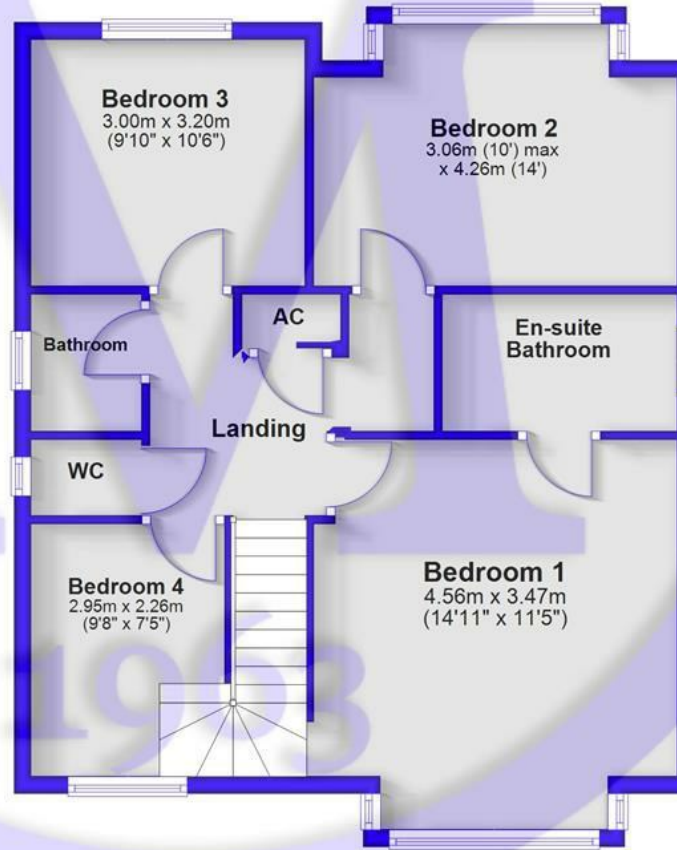 Bedroom 3
3.00m x 3.20m
(9'10" x 10'6")
Bedroom 2
3.06m (10') max
x 4.26m (14')
Bathroom
AC
En-suite
Bathroom
Landing
WC
Bedroom 4
2.95m x 2.26m
(9'8" x 7'5")
Bedroom 1
4.56m x 3.47m
(14'11" x 11'5")
1963